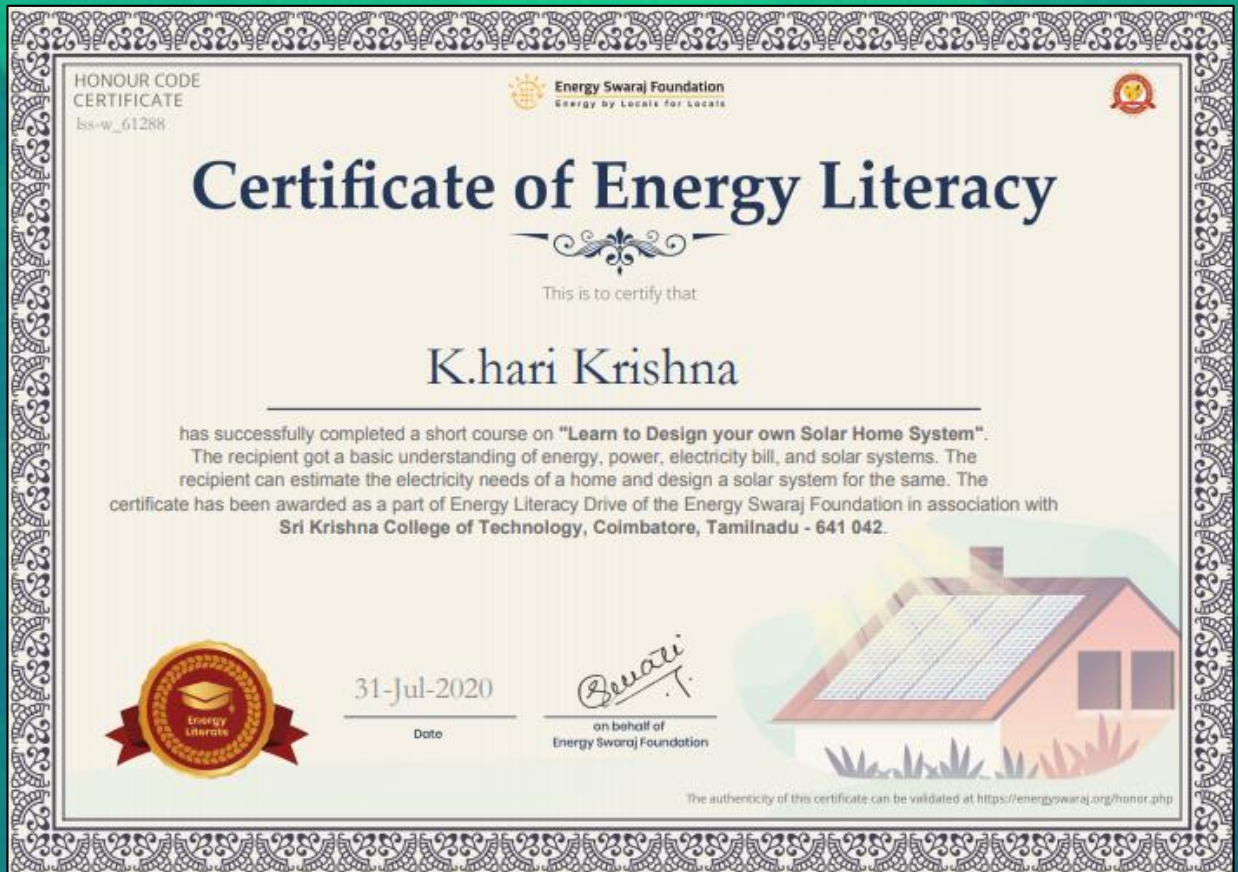 HONOUR CODE
CERTIFICATE
Iss-w_61288
Energy Swaraj Foundation
Energy by Locals for Locals
Certificate of Energy Literacy
This is to certify that
K.hari Krishna
has successfully completed a short course on "Learn to Design your own Solar Home System".
The recipient got a basic understanding of energy, power, electricity bill, and solar systems. The
recipient can estimate the electricity needs of a home and design a solar system for the same. The
certificate has been awarded as a part of Energy Literacy Drive of the Energy Swaraj Foundation in association with
Sri Krishna College of Technology, Coimbatore, Tamilnadu - 641 042.
Energy
Literate
31-Jul-2020
Date
on behalf of
Energy Swaraj Foundation
The authenticity of this certificate can be validated at https://energyswaraj.org/honor.php